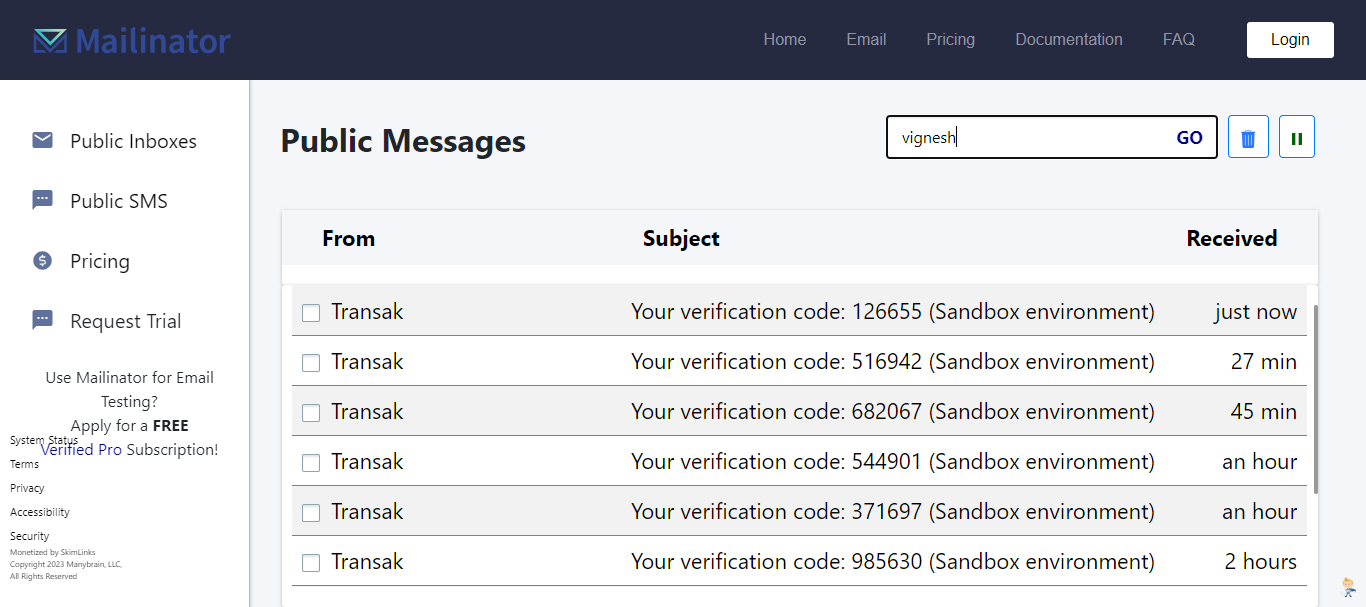 Mailinator
Home Email Pricing Documentation FAQ Login
Public Inboxes
Public SMS
Pricing
Request Trial
Use Mailinator for Email
Testing?
Apply for a FREE
Verified Pro Subscription!
System Status
Terms
Privacy
Accessibility
Security
Monetized by SkimLinks
Copyright 2023 Manybrain, LLC,
All Rights Reserved
Public Messages
vignesh GO
From Subject Received
Transak Your verification code: 126655 (Sandbox environment) just now
Transak Your verification code: 516942 (Sandbox environment) 27 min
Transak Your verification code: 682067 (Sandbox environment) 45 min
Transak Your verification code: 544901 (Sandbox environment) an hour
Transak Your verification code: 371697 (Sandbox environment) an hour
Transak Your verification code: 985630 (Sandbox environment) 2 hours